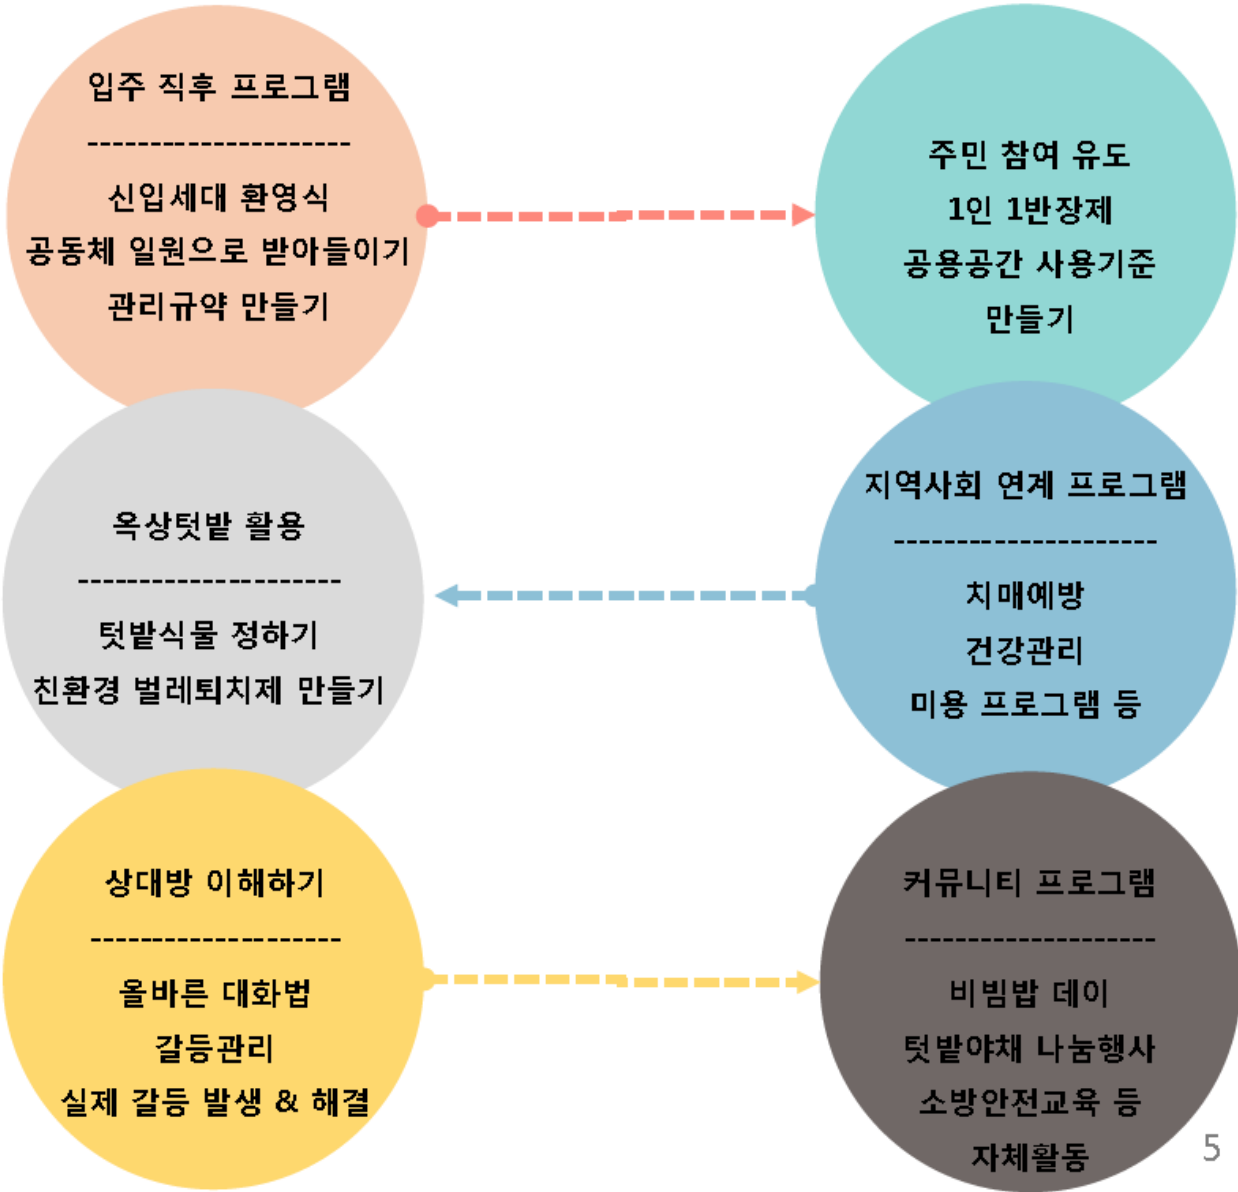 입주 직후 프로그램
---------------------
신입세대 환영식
공동체 일원으로 받아들이기
관리규약 만들기
주민 참여 유도
1인 1반장제
공용공간 사용기준
만들기
지역사회 연계 프로그램
---------------------
치매예방
건강관리
미용 프로그램 등
옥상텃밭 활용
---------------------
텃밭식물 정하기
친환경 벌레퇴치제 만들기
상대방 이해하기
--------------------
올바른 대화법
갈등관리
실제 갈등 발생 & 해결
커뮤니티 프로그램
--------------------
비빔밥 데이
텃밭야채 나눔행사
소방안전교육 등
자체활동
5